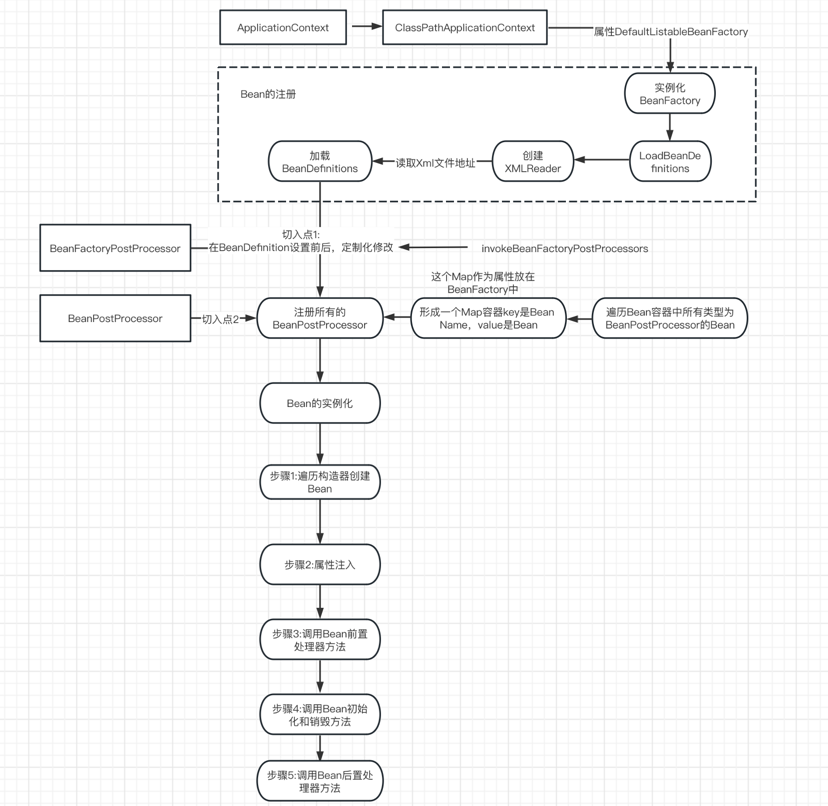 ApplicationContext
ClassPathApplicationContext
属性DefaultListableBeanFactory
Bean的注册
实例化
BeanFactory
加载
BeanDefinitions
读取Xml文件地址
创建
XMLReader
LoadBeanDe
finitions
BeanFactoryPostProcessor
切入点1:
在BeanDefinition设置前后，定制化修改
invokeBeanFactoryPostProcessors
这个Map作为属性放在
BeanFactory中
BeanPostProcessor
切入点2
注册所有的
BeanPostProcessor
形成一个Map容器key是Bean
Name，value是Bean
遍历Bean容器中所有类型为
BeanPostProcessor的Bean
Bean的实例化
步骤1:遍历构造器创建
Bean
步骤2:属性注入
步骤3:调用Bean前置
处理器方法
步骤4:调用Bean初始
化和销毁方法
步骤5:调用Bean后置处
理器方法